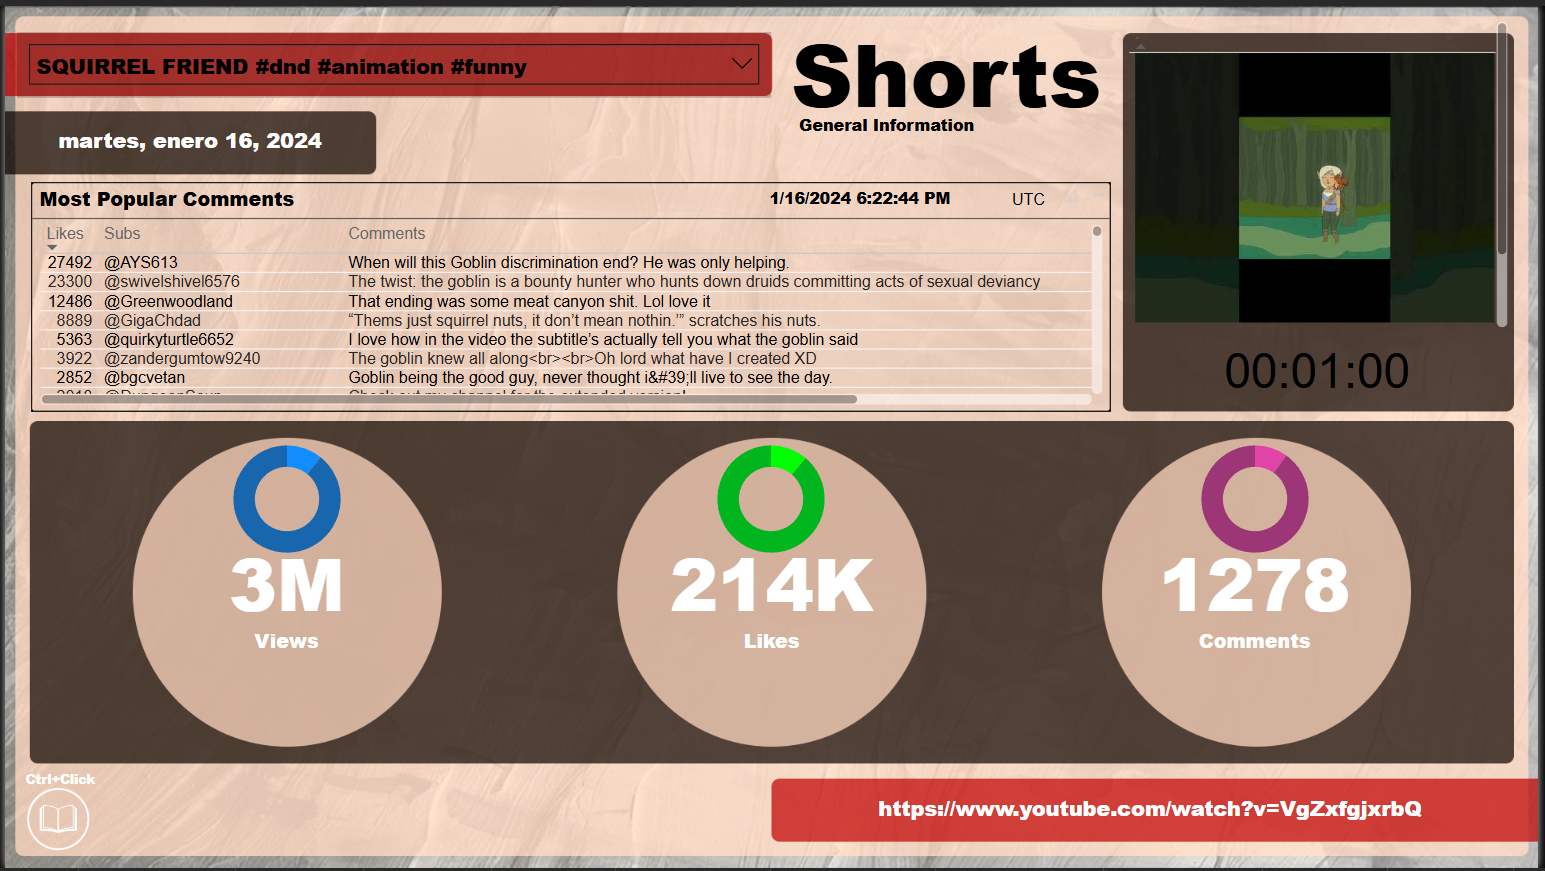 SQUIRREL FRIEND #dnd #animation #funny
Shorts
General Information
martes, enero 16, 2024
Most Popular Comments 1/16/2024 6:22:44 PM UTC
Likes Subs Comments
27492 @AYS613 When will this Goblin discrimination end? He was only helping.
23300 @swivelshivel6576 The twist: the goblin is a bounty hunter who hunts down druids committing acts of sexual deviancy
12486 @Greenwoodland That ending was some meat canyon shit. Lol love it
8889 @GigaChdad “Thems just squirrel nuts, it don’t mean nothin.’” scratches his nuts.
5363 @quirkyturtle6652 I love how in the video the subtitle’s actually tell you what the goblin said
3922 @zandergumtow9240 The goblin knew all along<br><br>Oh lord what have I created XD
2852 @bgcvetan Goblin being the good guy, never thought i&#39;ll live to see the day.
00:01:00
3M
Views
214K
Likes
1278
Comments
Ctrl+Click
https://www.youtube.com/watch?v=VgZxfgjxrbQ